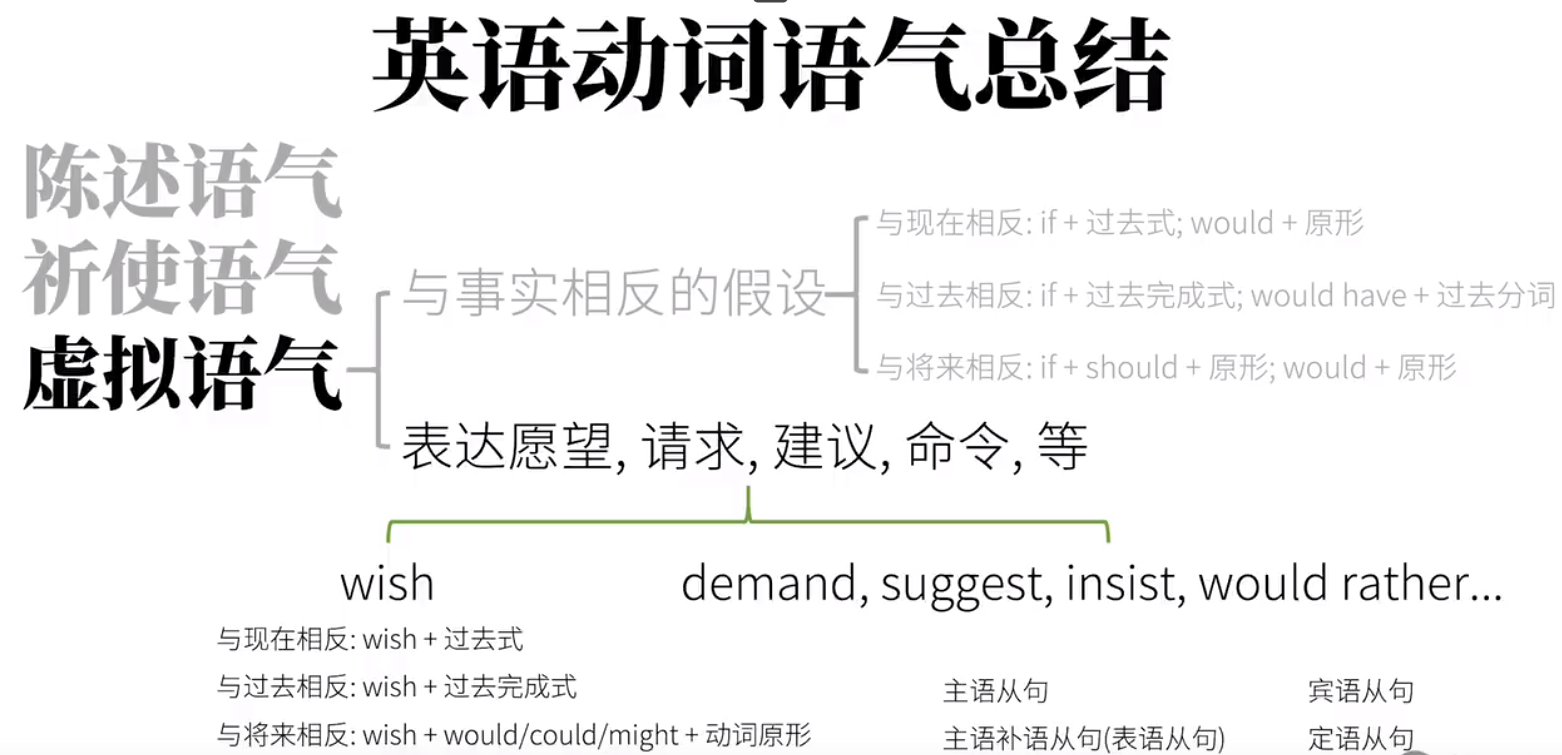 英语动词语气总结
陈述语气
祈使语气
虚拟语气
与事实相反的假设
与现在相反: if + 过去式; would + 原形
与过去相反: if + 过去完成式; would have + 过去分词
与将来相反: if + should + 原形; would + 原形
表达愿望, 请求, 建议, 命令, 等
wish
与现在相反: wish + 过去式
与过去相反: wish + 过去完成式
与将来相反: wish + would/could/might + 动词原形
demand, suggest, insist, would rather...
主语从句 宾语从句
主语补语从句(表语从句) 定语从句